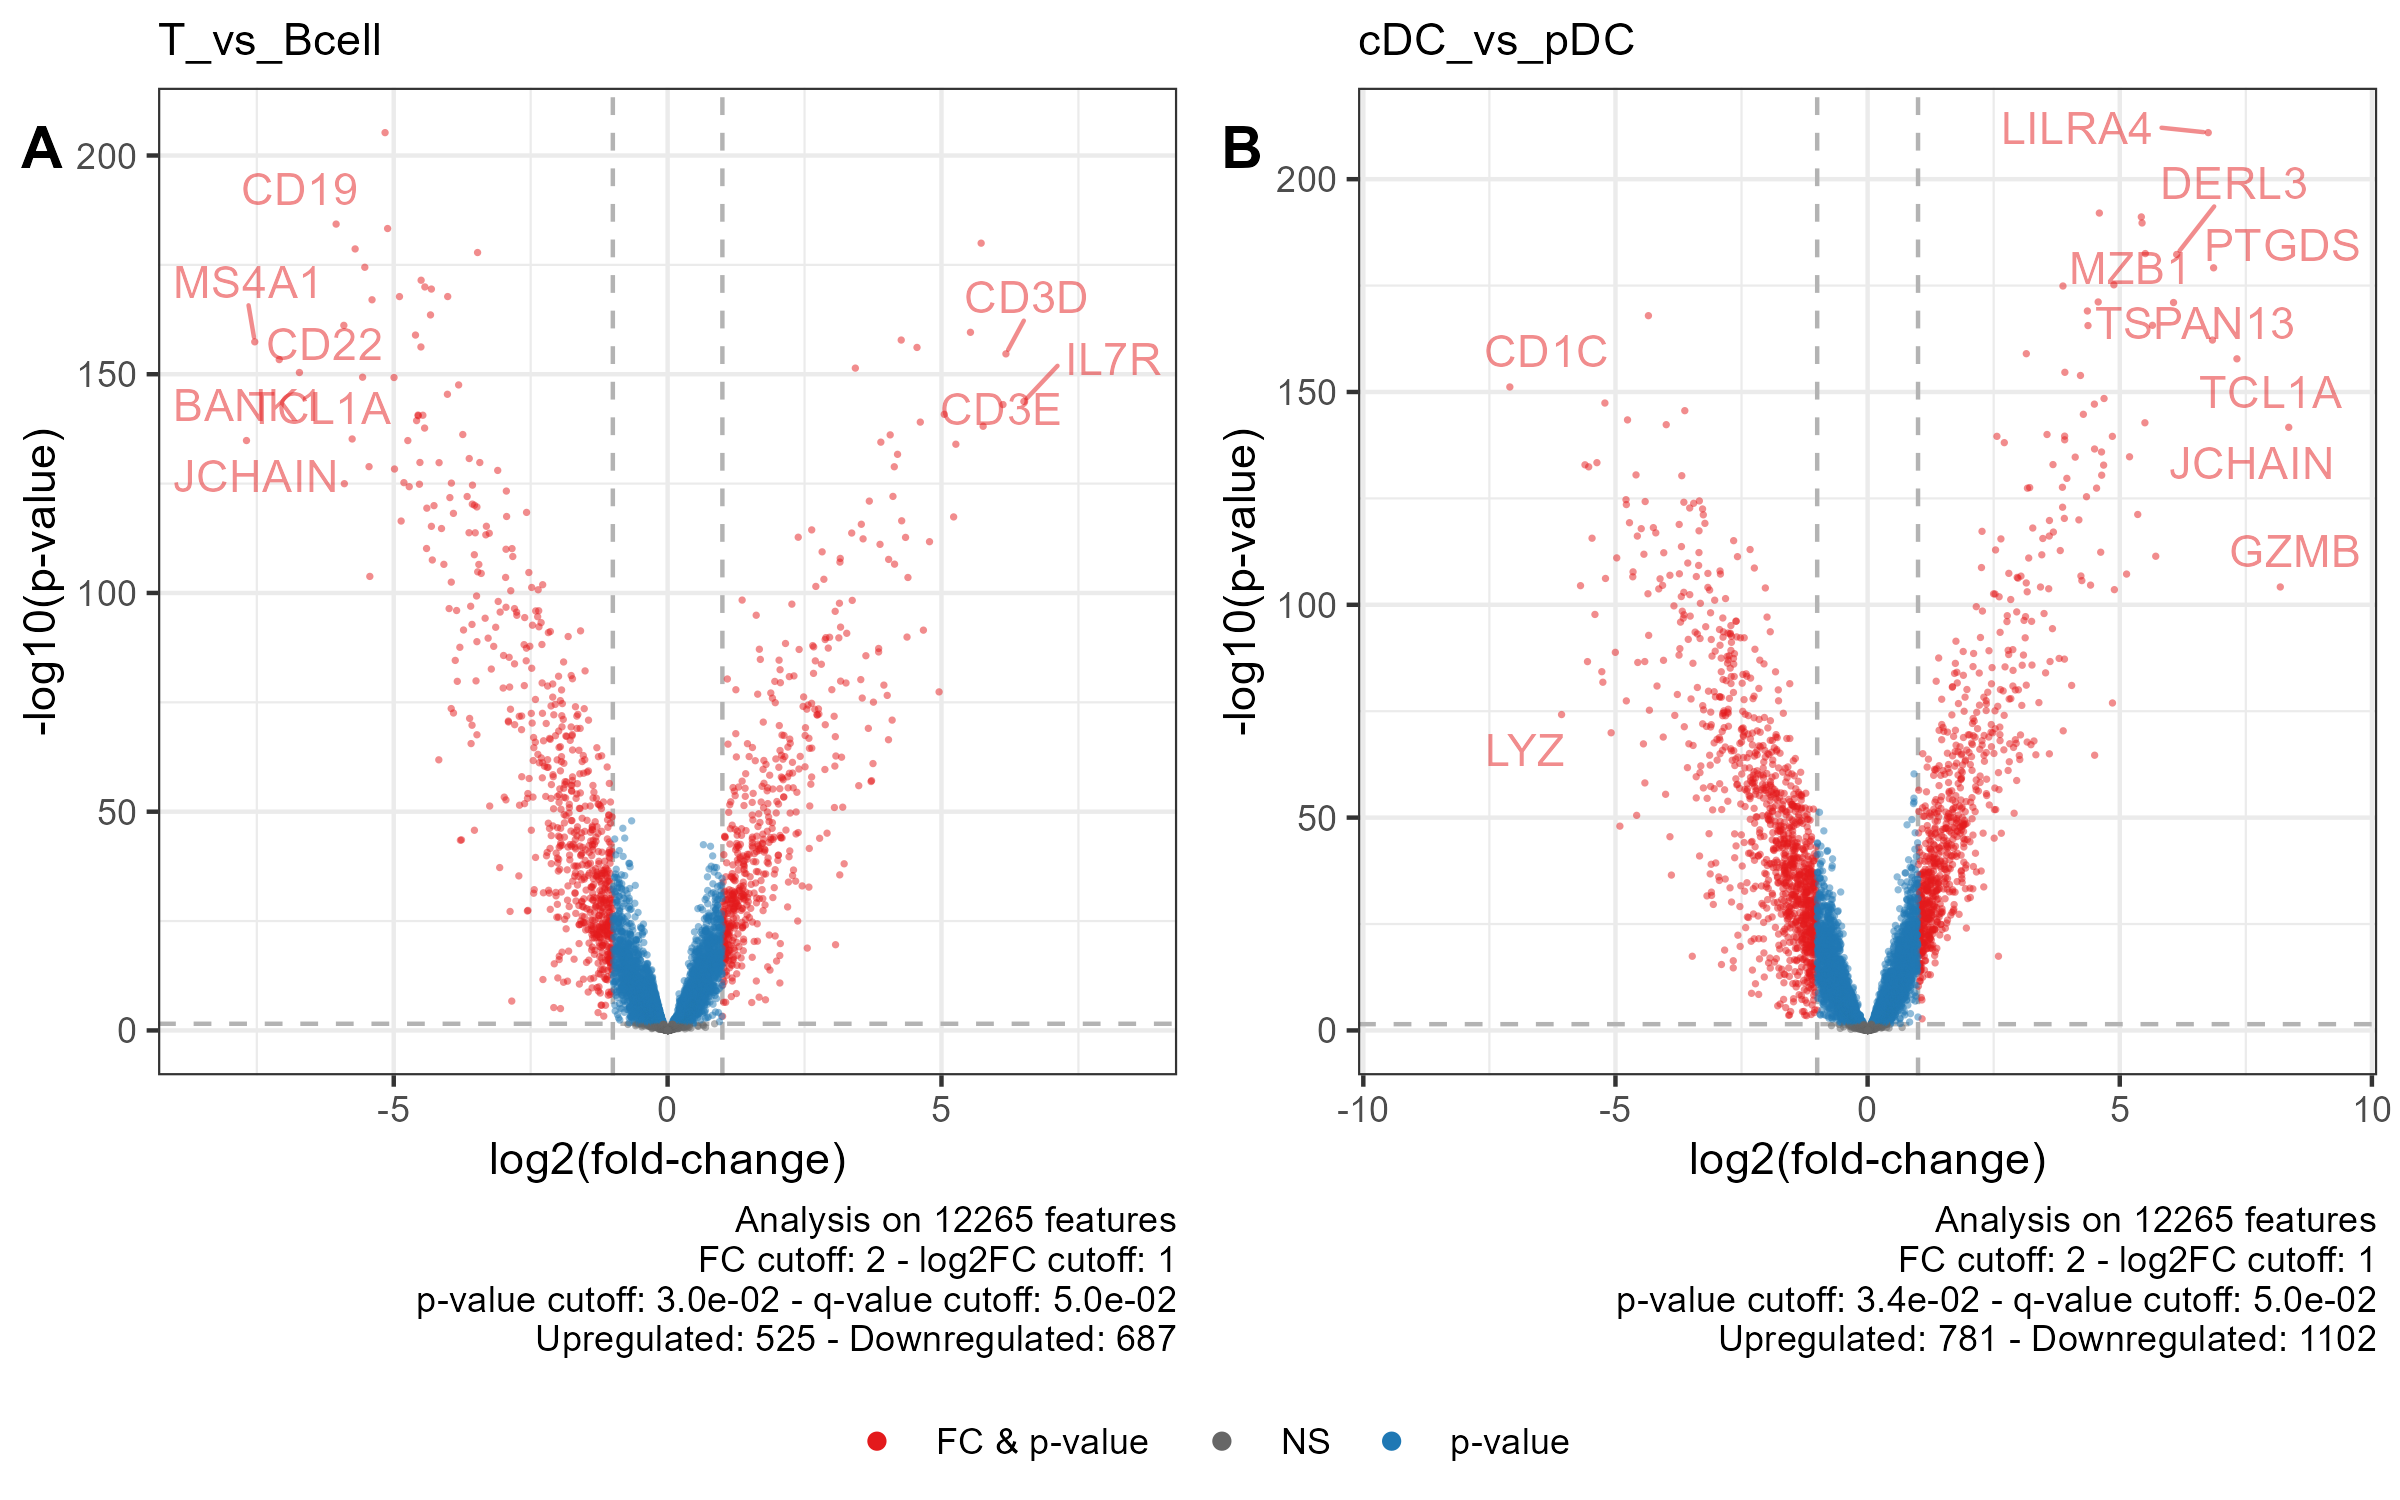 T_vs_Bcell
A
-log10(p-value)
200
150
100
50
0
CD19
MS4A1
CD22
BANK1
TCL1A
JCHAIN
CD3D
IL7R
CD3E
-5
0
5
log2(fold-change)
Analysis on 12265 features
FC cutoff: 2 - log2FC cutoff: 1
p-value cutoff: 3.0e-02 - q-value cutoff: 5.0e-02
Upregulated: 525 - Downregulated: 687
cDC_vs_pDC
B
-log10(p-value)
200
150
100
50
0
LILRA4
DERL3
PTGDS
MZB1
TSPAN13
CD1C
TCL1A
JCHAIN
GZMB
LYZ
-10
-5
0
5
10
log2(fold-change)
Analysis on 12265 features
FC cutoff: 2 - log2FC cutoff: 1
p-value cutoff: 3.4e-02 - q-value cutoff: 5.0e-02
Upregulated: 781 - Downregulated: 1102
FC & p-value
NS
p-value